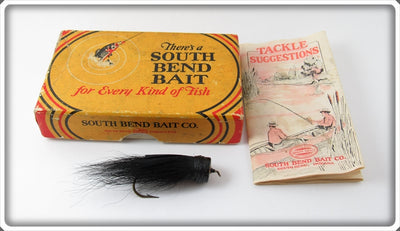 There's a
SOUTH
BEND
BAIT
for Every Kind of Fish
SOUTH BEND BAIT CO.
TACKLE
SUGGESTIONS
SOUTH BEND BAIT CO.